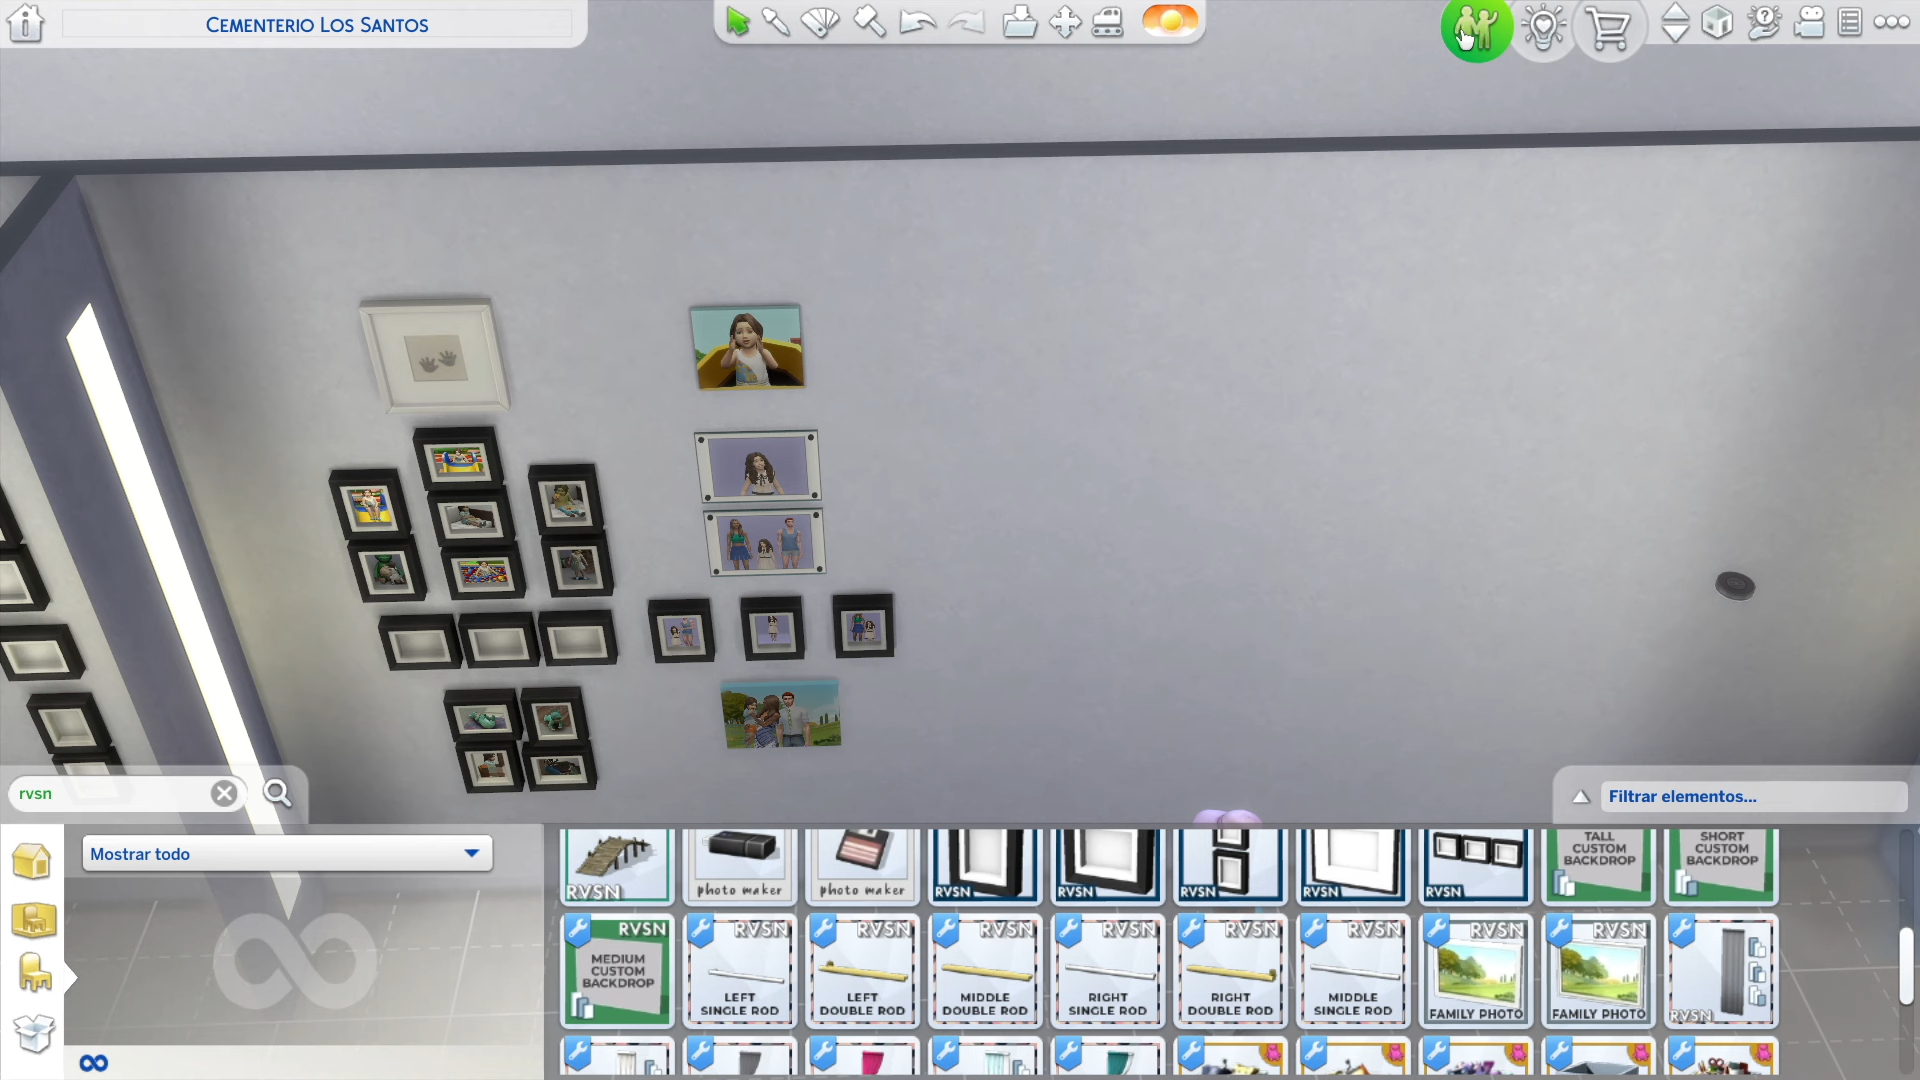 CEMENTERIO LOS SANTOS
rvsn
Filtrar elementos...
Mostrar todo
RVSN
photo maker
photo maker
RVSN
RVSN
RVSN
RVSN
RVSN
TALL
CUSTOM
BACKDROP
SHORT
CUSTOM
BACKDROP
RVSN
MEDIUM
CUSTOM
BACKDROP
RVSN
LEFT
SINGLE ROD
RVSN
LEFT
DOUBLE ROD
RVSN
MIDDLE
DOUBLE ROD
RVSN
RIGHT
SINGLE ROD
RVSN
RIGHT
DOUBLE ROD
RVSN
MIDDLE
SINGLE ROD
RVSN
FAMILY PHOTO
RVSN
FAMILY PHOTO
RVSN